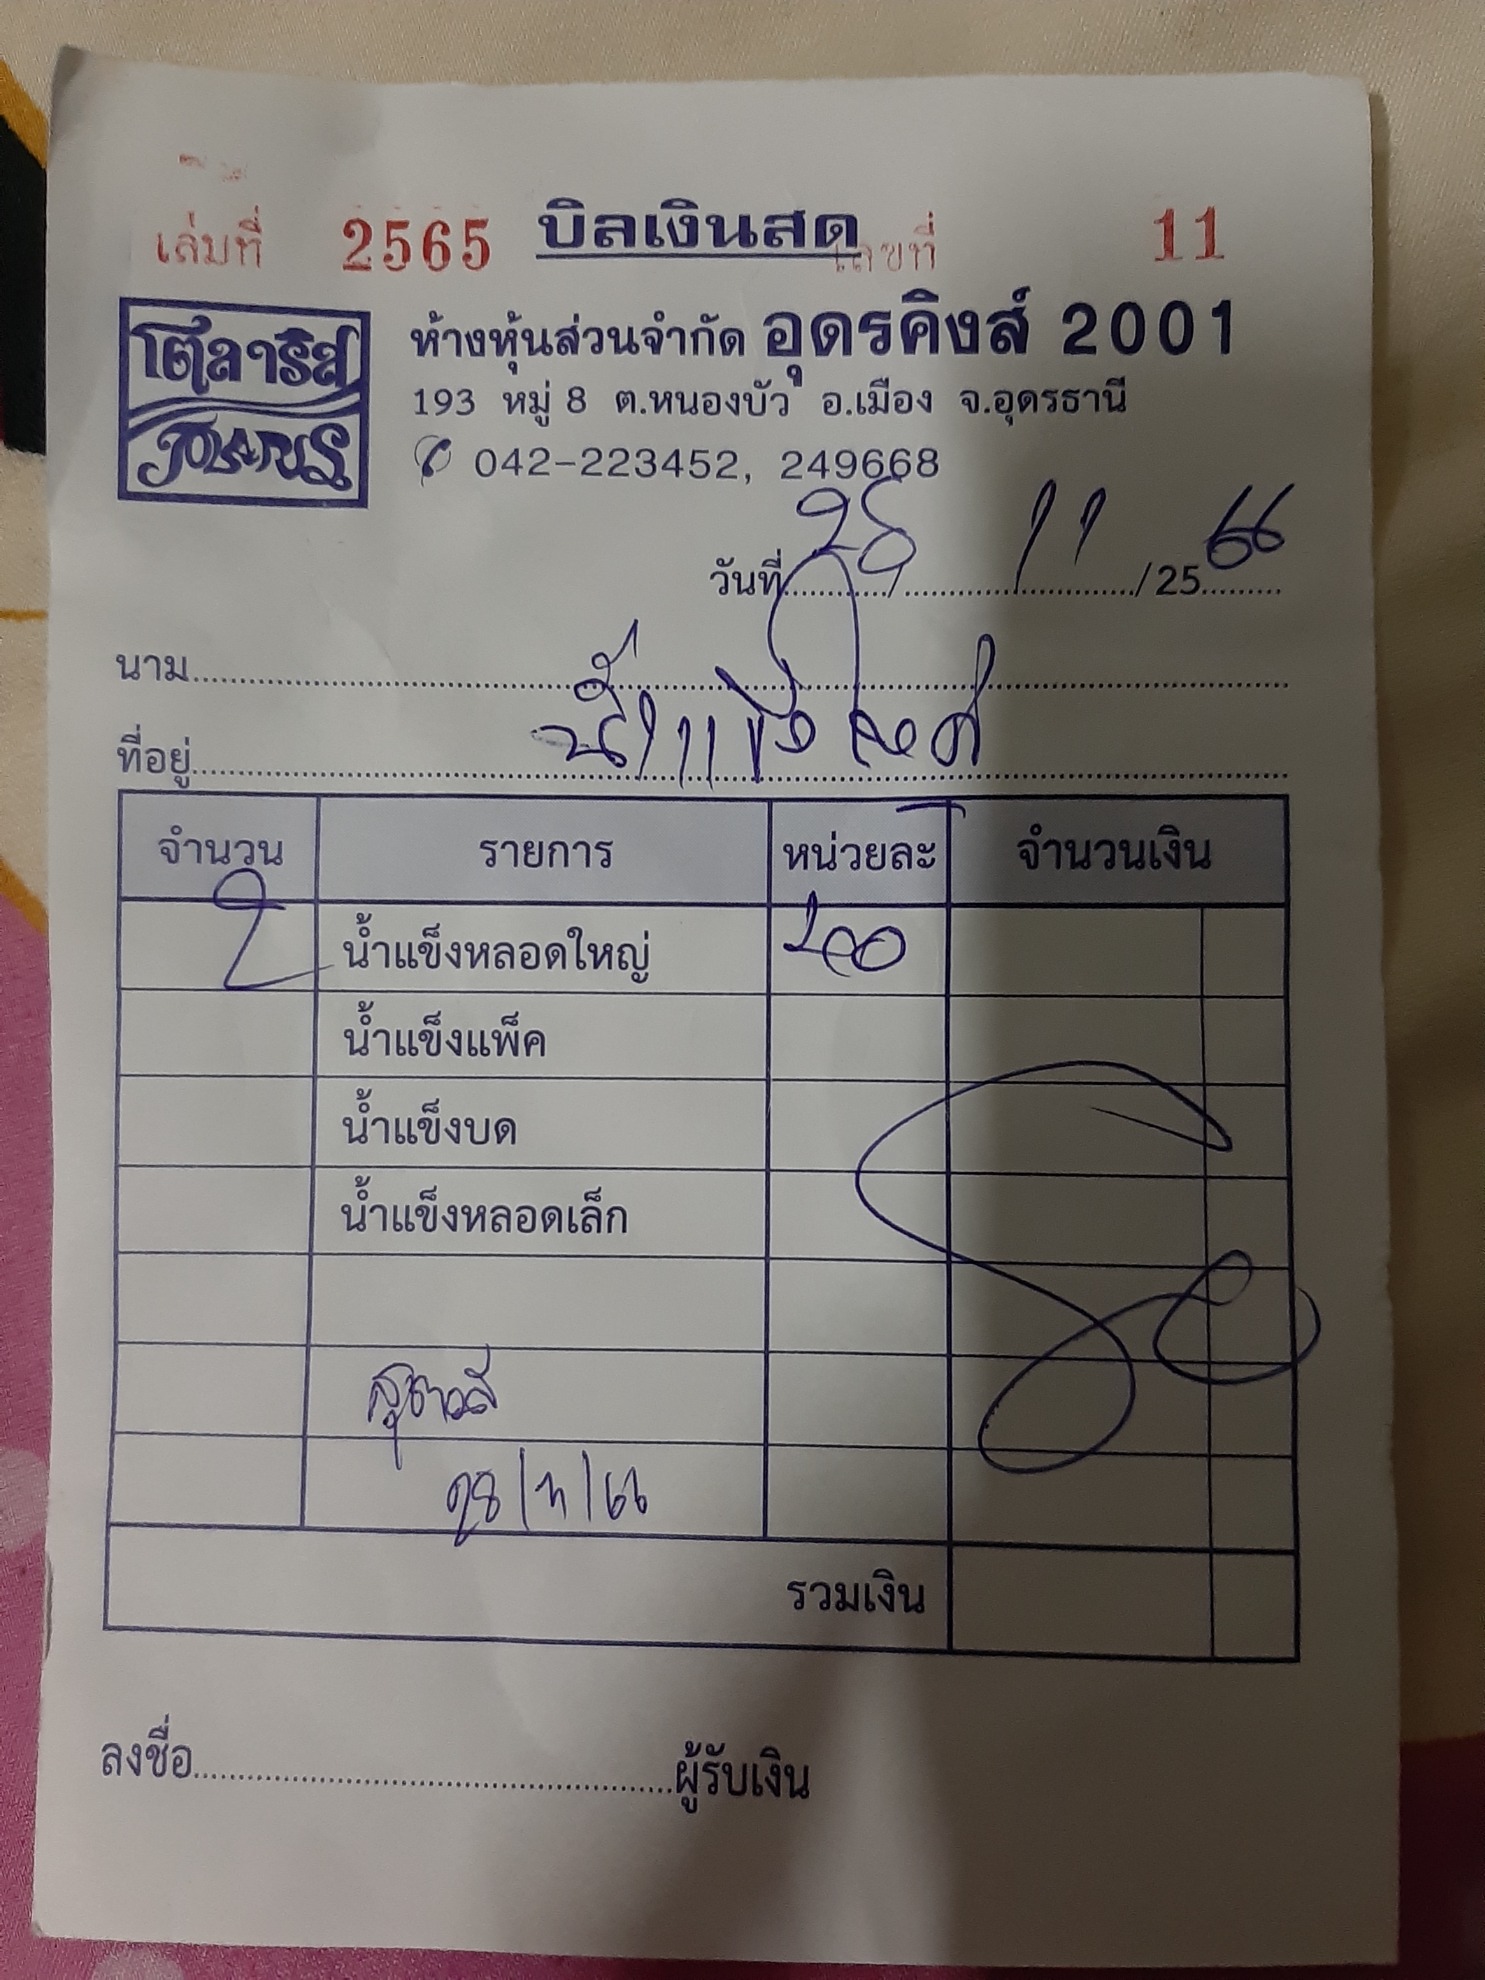 เล่มที่ 2565 บิลเงินสด เลขที่ 11
โพลาริส
ห้างหุ้นส่วนจำกัด อุดรคิงส์ 2001
193 หมู่ 8 ต.หนองบัว อ.เมือง จ.อุดรธานี
042-223452, 249668
วันที่ 28 / 11 /25 66
นาม
น้ำแข็ง
ที่อยู่
จำนวน รายการ หน่วยละ จำนวนเงิน
2 น้ำแข็งหลอดใหญ่ 200
น้ำแข็งแพ็ค
น้ำแข็งบด
น้ำแข็งหลอดเล็ก
28/11/66
รวมเงิน
ลงชื่อ ผู้รับเงิน